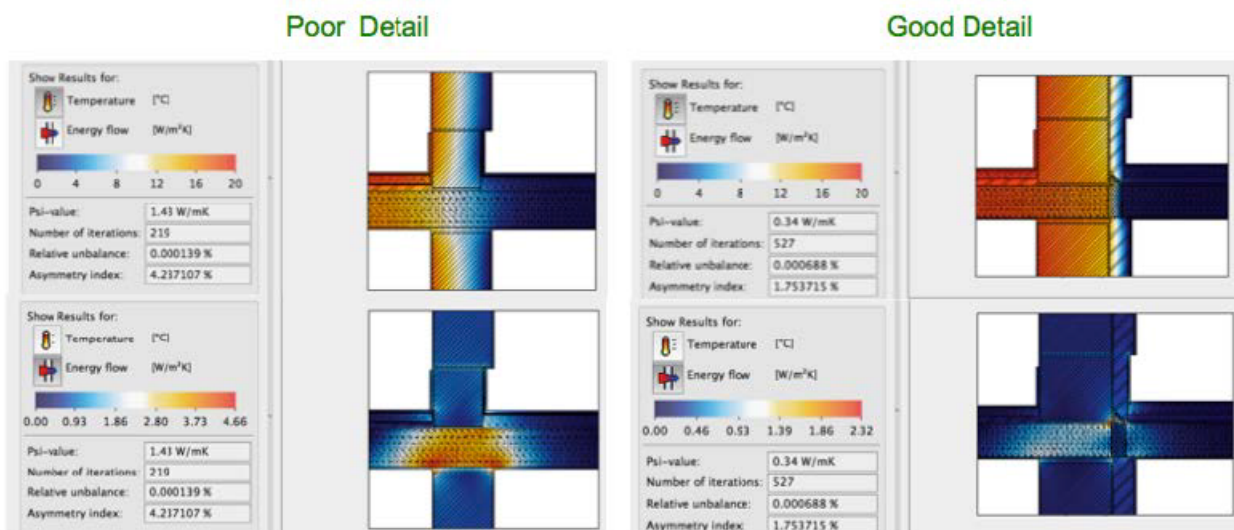 Poor Detail
Good Detail
Show Results for:
Temperature [°C]
Energy flow [W/m²K]
0 4 8 12 16 20
Psi-value: 1.43 W/mK
Number of iterations: 219
Relative unbalance: 0.000139 %
Asymmetry index: 4.237107 %
Show Results for:
Temperature [°C]
Energy flow [W/m²K]
0 4 8 12 16 20
Psi-value: 0.34 W/mK
Number of iterations: 527
Relative unbalance: 0.000688 %
Asymmetry index: 1.753715 %
Show Results for:
Temperature [°C]
Energy flow [W/m²K]
0.00 0.93 1.86 2.80 3.73 4.66
Psi-value: 1.43 W/mK
Number of iterations: 219
Relative unbalance: 0.000139 %
Asymmetry index: 4.237107 %
Show Results for:
Temperature [°C]
Energy flow [W/m²K]
0.00 0.46 0.93 1.39 1.86 2.32
Psi-value: 0.34 W/mK
Number of iterations: 527
Relative unbalance: 0.000688 %
Asymmetry index: 1.753715 %